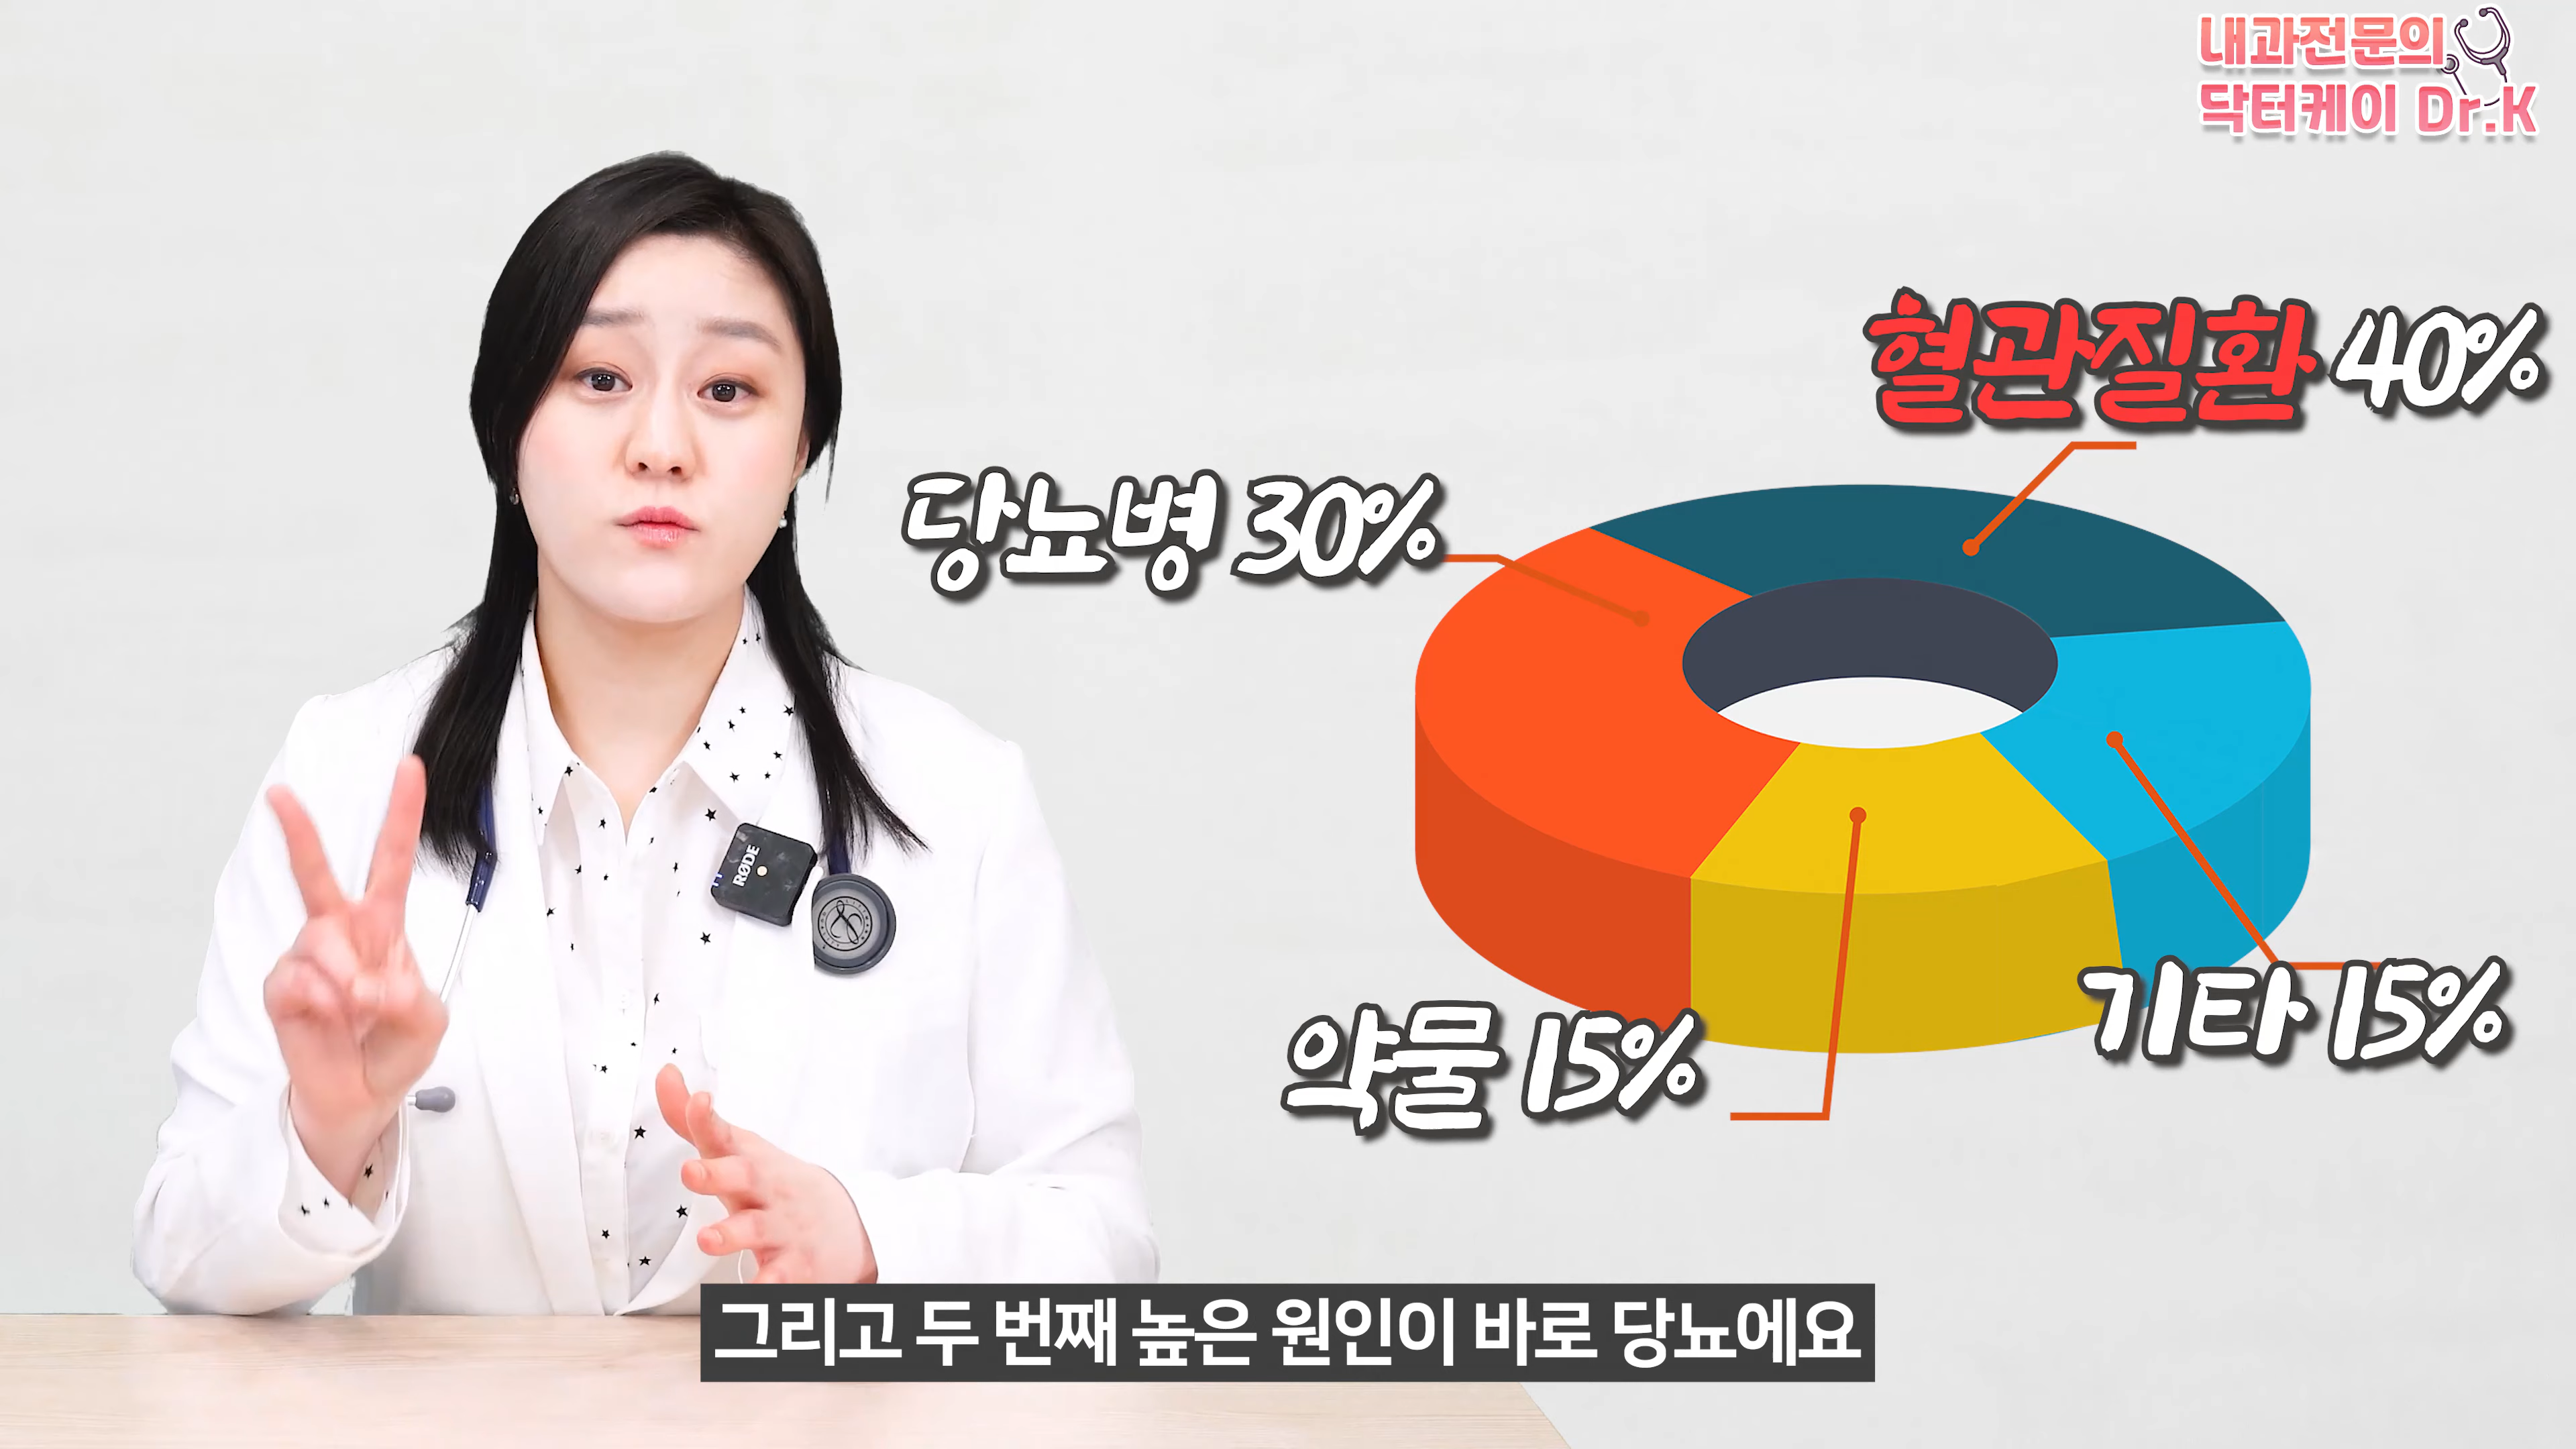 내과전문의
닥터케이 Dr.K
혈관질환 40%
당뇨병 30%
기타 15%
약물 15%
RØDE
그리고 두 번째 높은 원인이 바로 당뇨에요